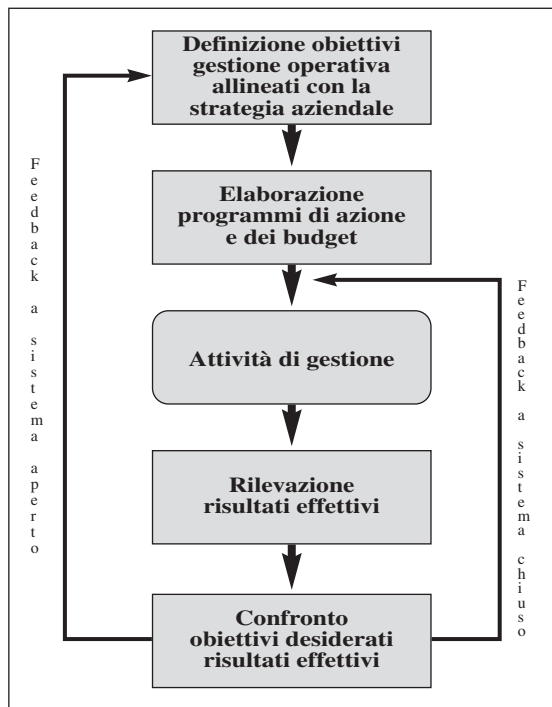 Definizione obiettivi
gestione operativa
allineati con la
strategia aziendale
Elaborazione
programmi di azione
e dei budget
Attività di gestione
Rilevazione
risultati effettivi
Confronto
obiettivi desiderati
risultati effettivi
Feedback a sistema aperto
Feedback a sistema chiuso